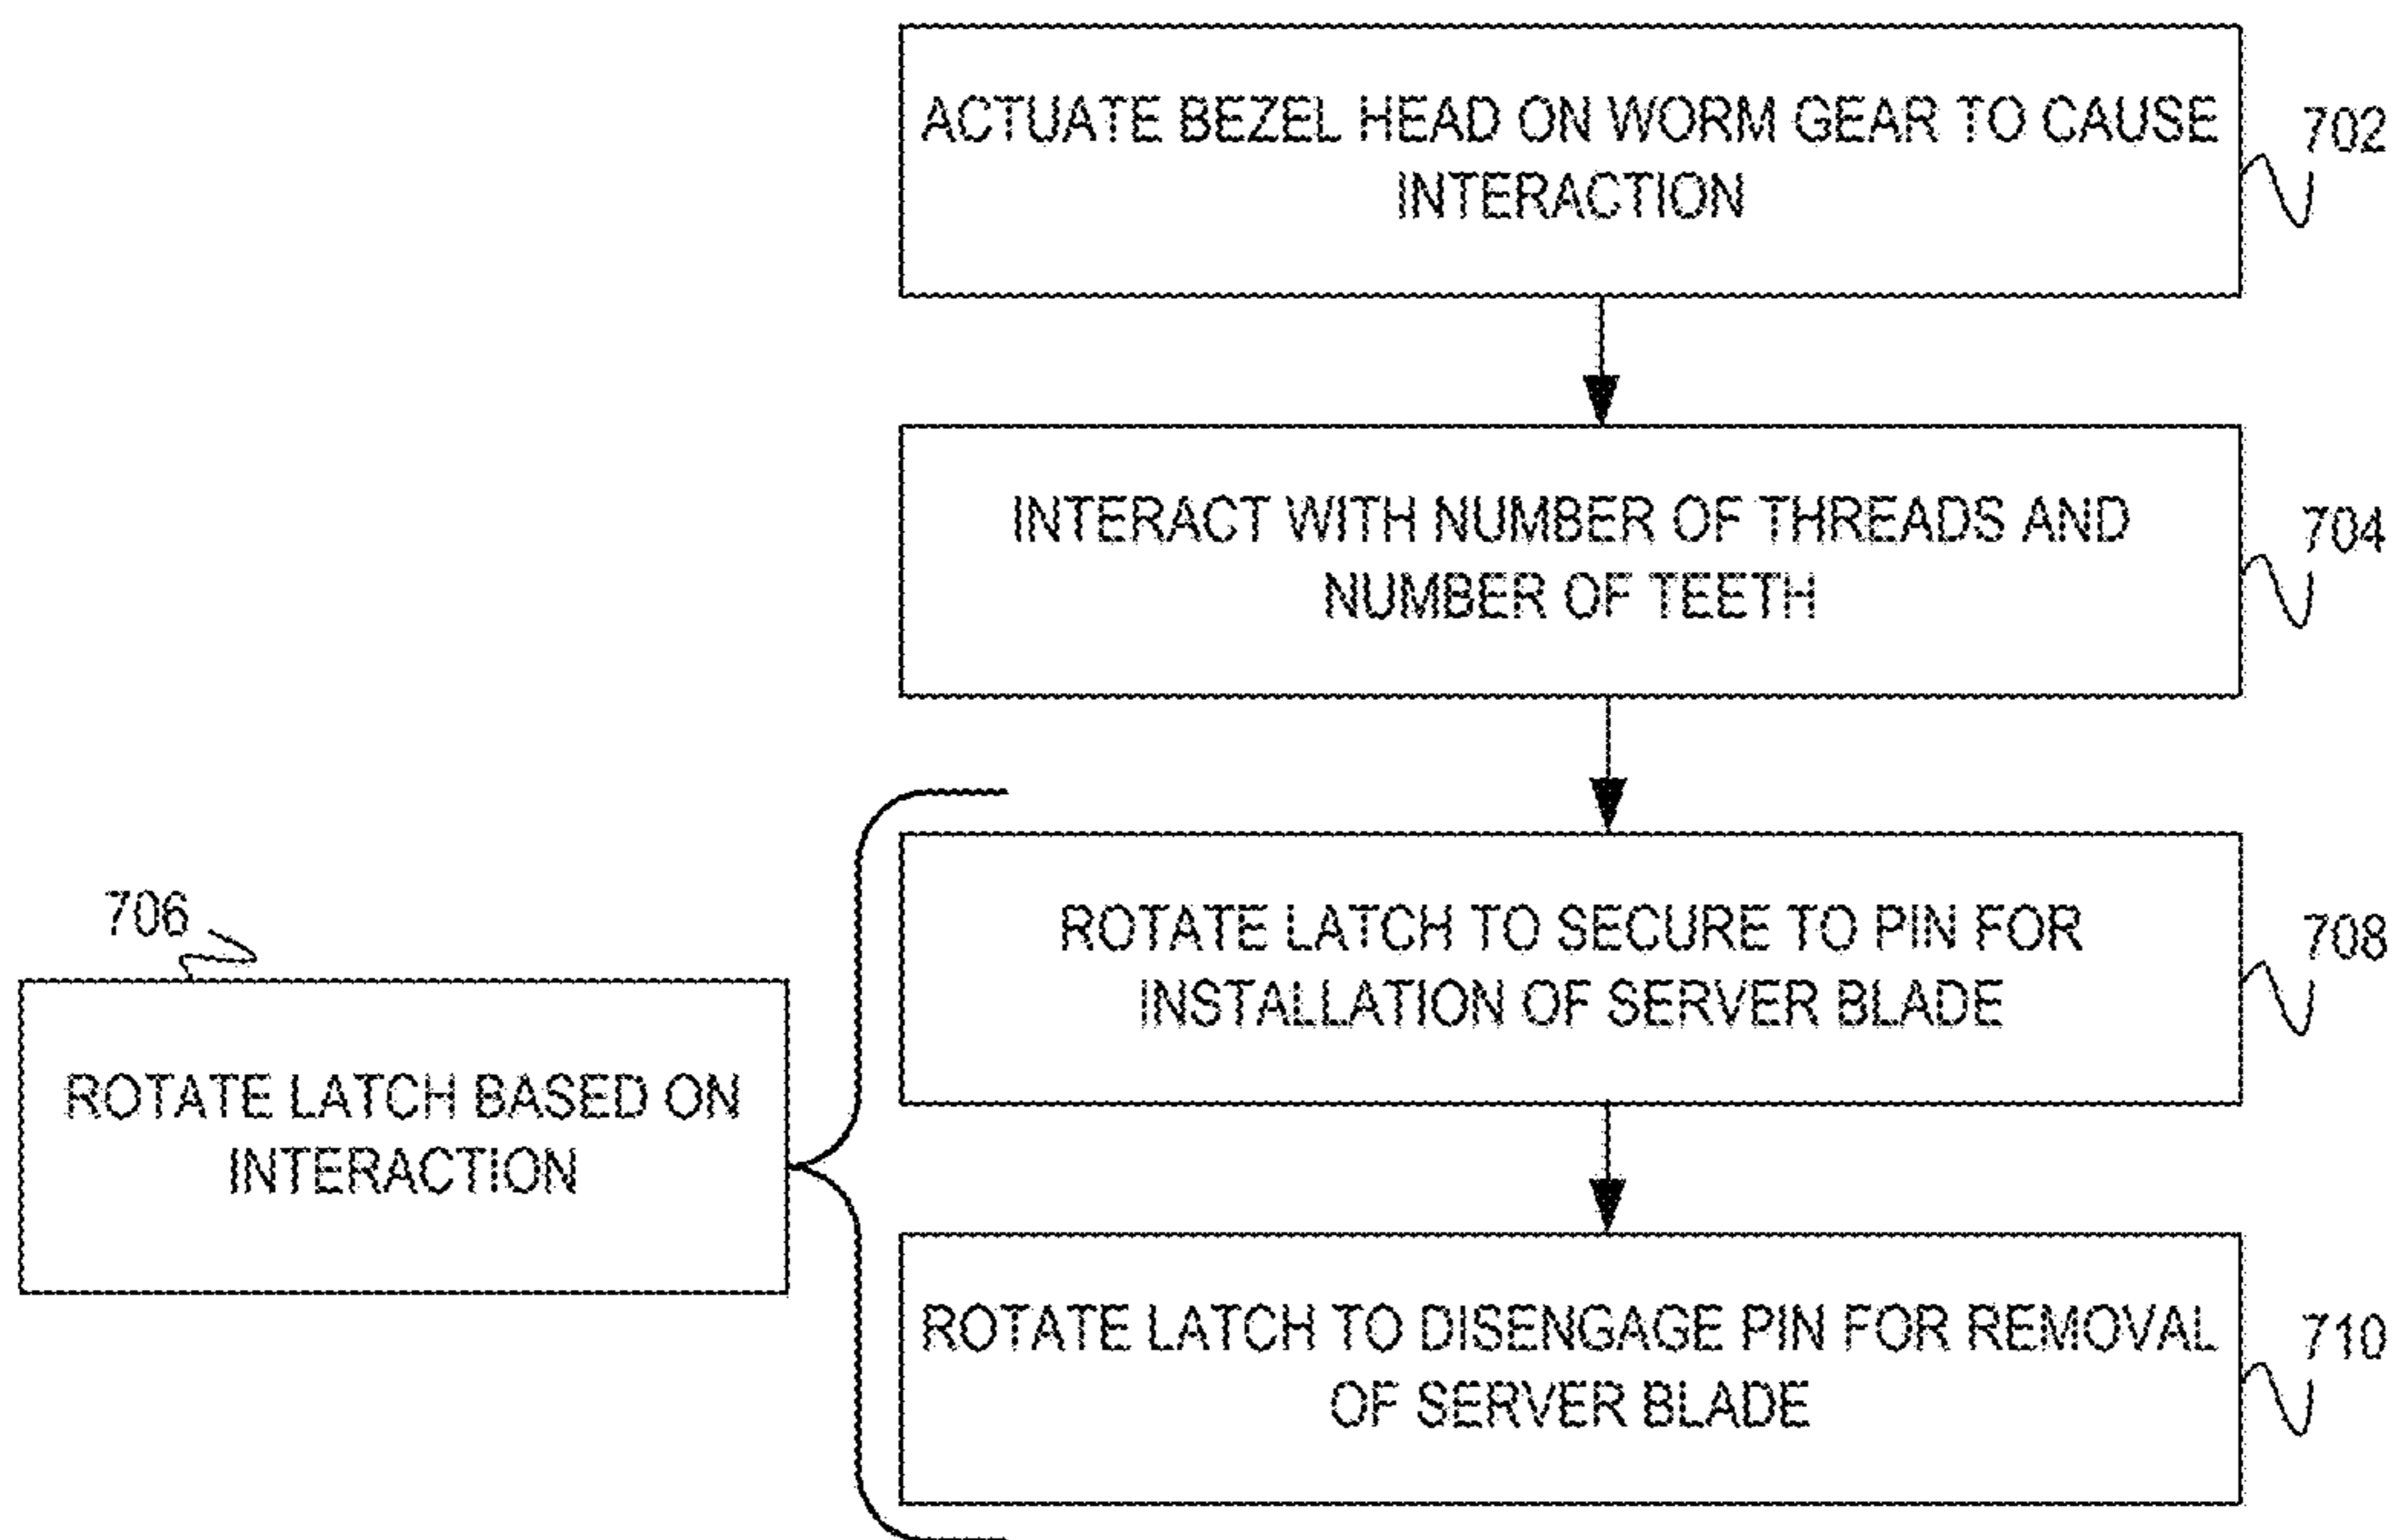 ACTUATE BEZEL HEAD ON WORM GEAR TO CAUSE
INTERACTION
702
INTERACT WITH NUMBER OF THREADS AND
NUMBER OF TEETH
704
706
ROTATE LATCH BASED ON
INTERACTION
ROTATE LATCH TO SECURE TO PIN FOR
INSTALLATION OF SERVER BLADE
708
ROTATE LATCH TO DISENGAGE PIN FOR REMOVAL
OF SERVER BLADE
710